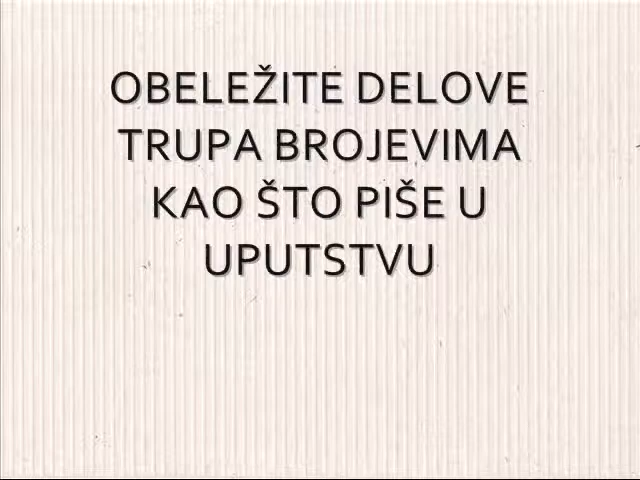 OBELEŽITE DELOVE
TRUPA BROJEVIMA
KAO ŠTO PIŠE U
UPUTSTVU